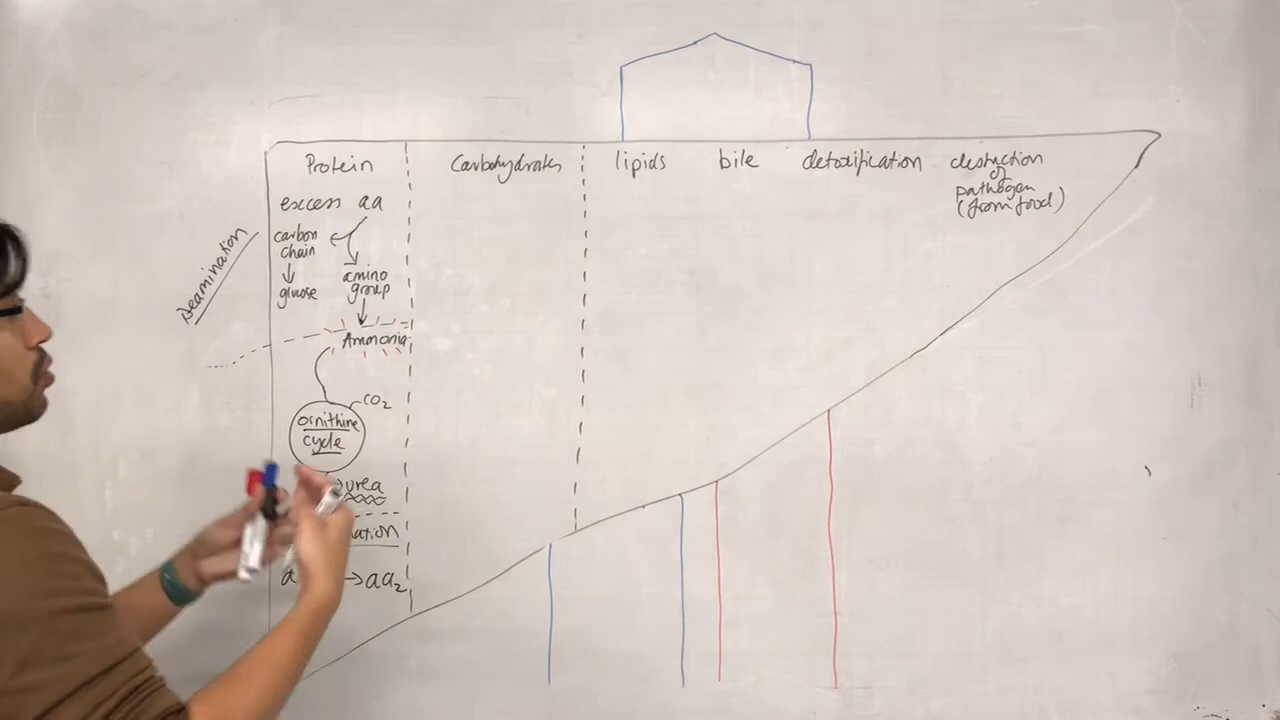 Protein
Carbohydrates
lipids
bile
detoxification
destruction
of
pathogen
(from food)
excess aa
carbon
chain
glucose
amino
group
Deamination
Ammonia
CO2
ornithine
cycle
urea
ation
aa2